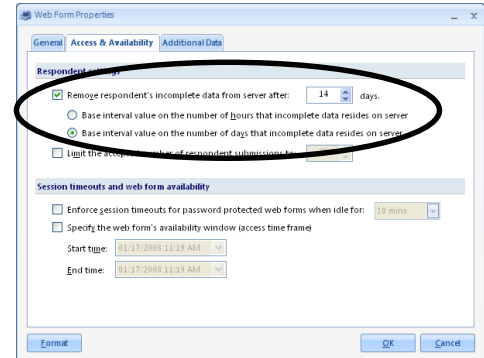 Web Form Properties
General Access & Availability Additional Data
Respondent settings
Remove respondent's incomplete data from server after: 14 days.
Base interval value on the number of hours that incomplete data resides on server
Base interval value on the number of days that incomplete data resides on server
Limit the accepted number of respondent submissions to:
Session timeouts and web form availability
Enforce session timeouts for password protected web forms when idle for: 10 mins
Specify the web form's availability window (access time frame)
Start time: 01/17/2008 11:19 AM
End time: 01/17/2008 11:19 AM
Format OK Cancel